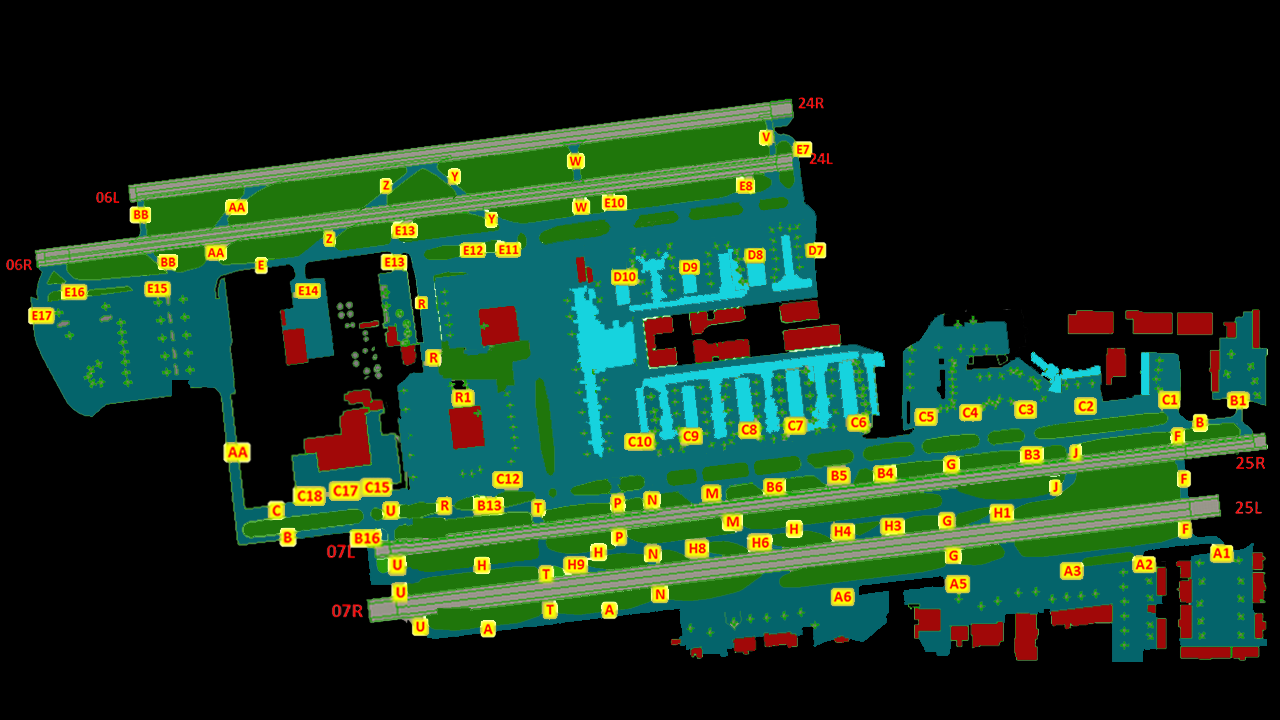 24R
V
E7
24L
W
Y
Z
E8
06L
AA
W
E10
BB
Y
E13
Z
E12
E11
D7
AA
D8
06R
BB
E
E13
D9
D10
E16
E15
E14
R
E17
R
R1
C1
B1
C2
C3
C4
C5
C6
B
C7
C8
F
C9
C10
AA
J
B3
25R
G
B4
B5
C12
F
B6
J
C15
C17
C18
M
N
P
R
B13
T
25L
C
U
H1
G
M
H3
F
H
H4
B
B16
P
H6
07L
H8
H
N
A1
G
U
H
H9
A2
T
A3
A5
U
N
A6
07R
T
A
U
A